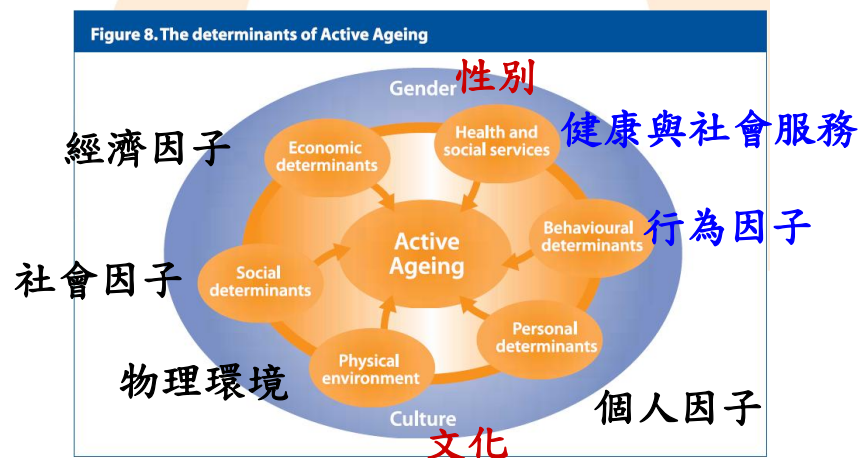 Figure 8. The determinants of Active Ageing
Gender
性別
Economic
determinants
經濟因子
Health and
social services
健康與社會服務
Behavioural
determinants
行為因子
Active
Ageing
Social
determinants
社會因子
Personal
determinants
個人因子
Physical
environment
物理環境
Culture
文化